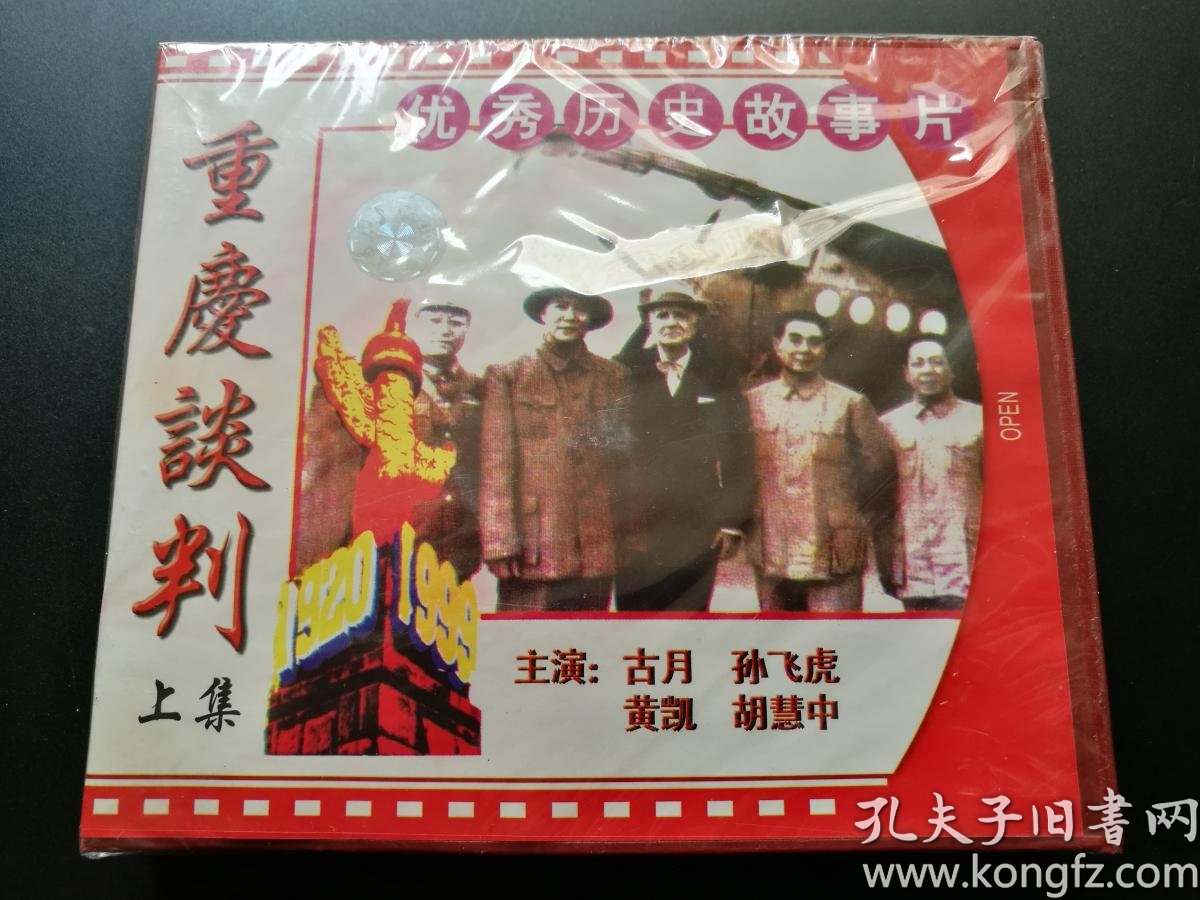 优秀历史故事片
重慶談判
上集
1920 1999
OPEN
主演：古月 孙飞虎
黄凯 胡慧中
孔夫子旧書网
www.kongfz.com